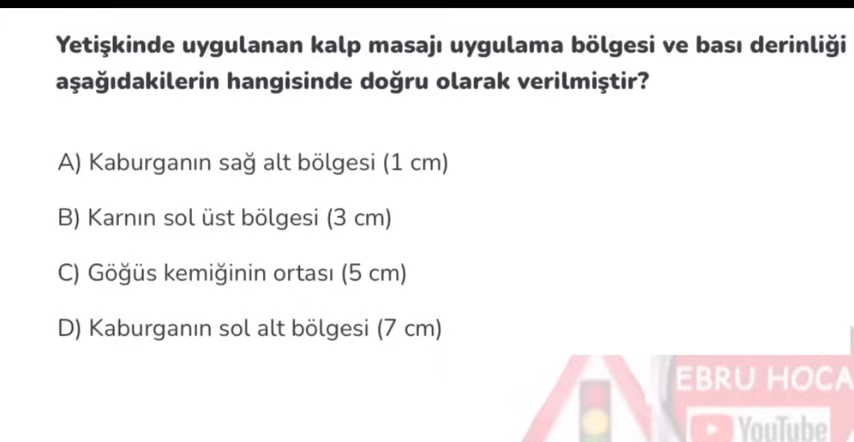 Yetişkinde uygulanan kalp masajı uygulama bölgesi ve bası derinliği
aşağıdakilerin hangisinde doğru olarak verilmiştir?
A) Kaburganın sağ alt bölgesi (1 cm)
B) Karnın sol üst bölgesi (3 cm)
C) Göğüs kemiğinin ortası (5 cm)
D) Kaburganın sol alt bölgesi (7 cm)
EBRU HOCA
YouTube